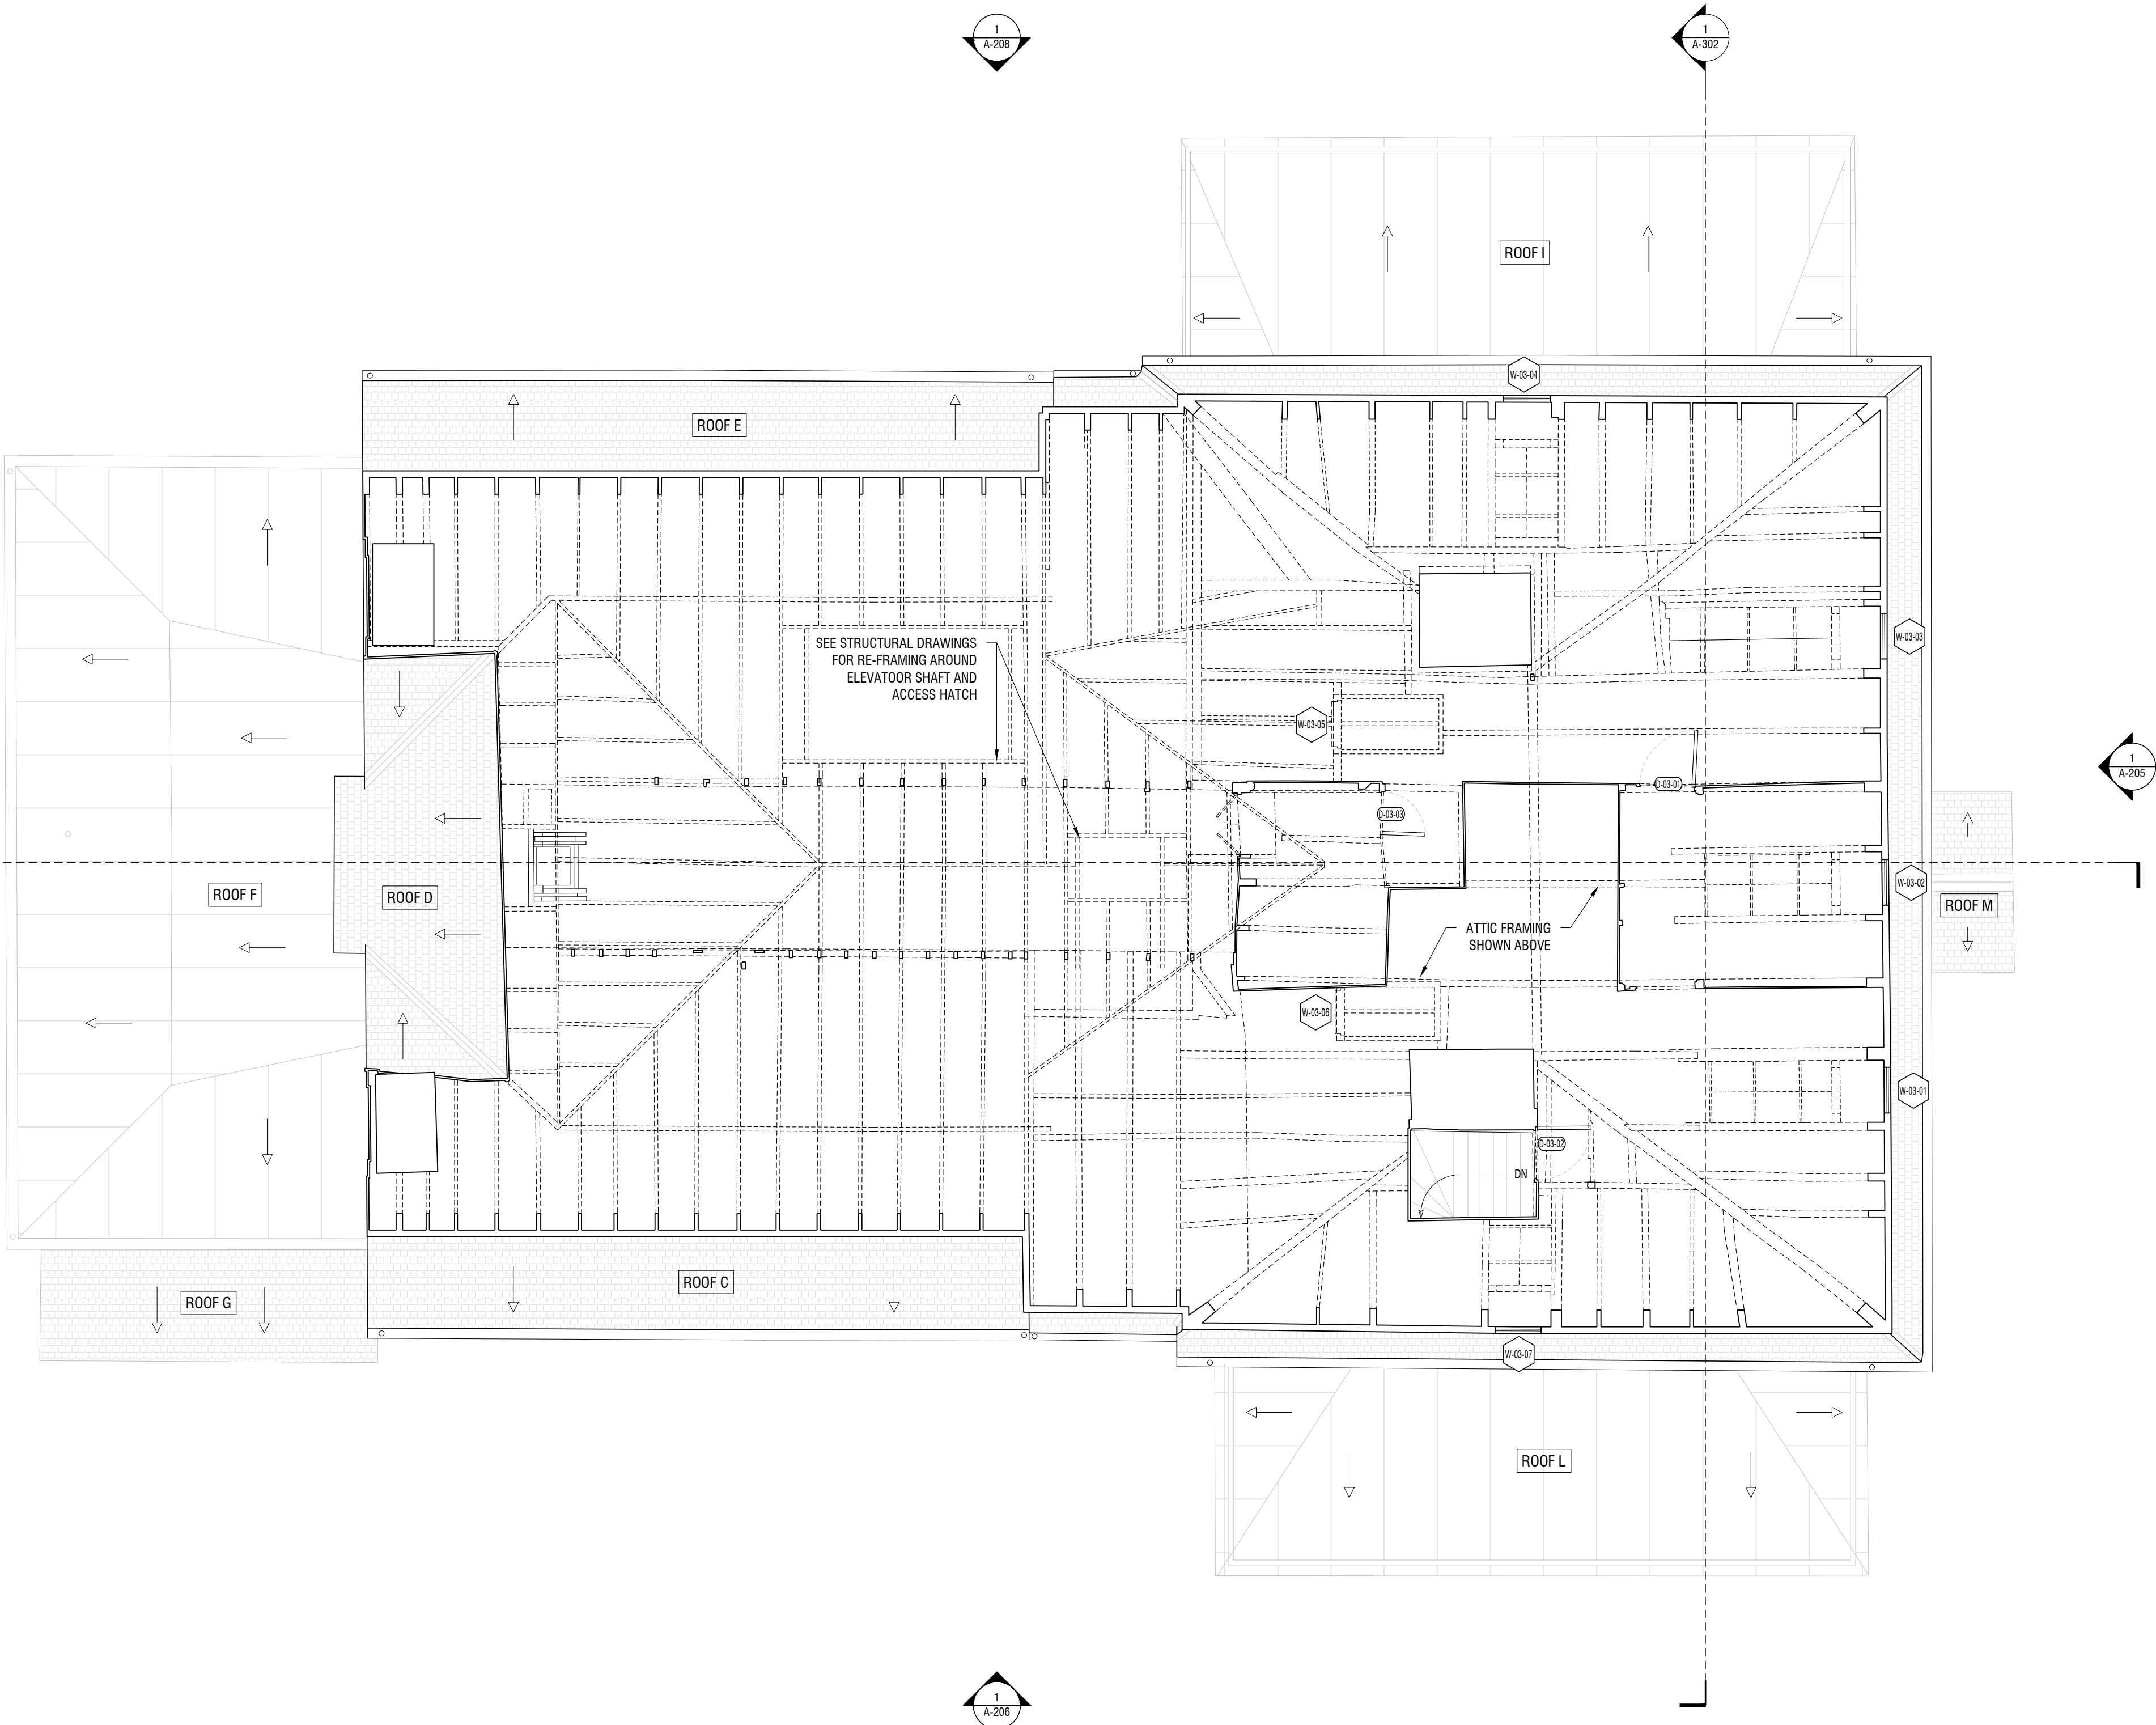 1
A-208
1
A-302
ROOF I
W-03-04
ROOF E
SEE STRUCTURAL DRAWINGS
FOR RE-FRAMING AROUND
ELEVATOOR SHAFT AND
ACCESS HATCH
W-03-03
W-03-05
1
A-205
D-03-01
D-03-03
ROOF F
ROOF D
W-03-02
ROOF M
ATTIC FRAMING
SHOWN ABOVE
W-03-06
W-03-01
D-03-02
DN
ROOF G
ROOF C
W-03-07
ROOF L
1
A-206